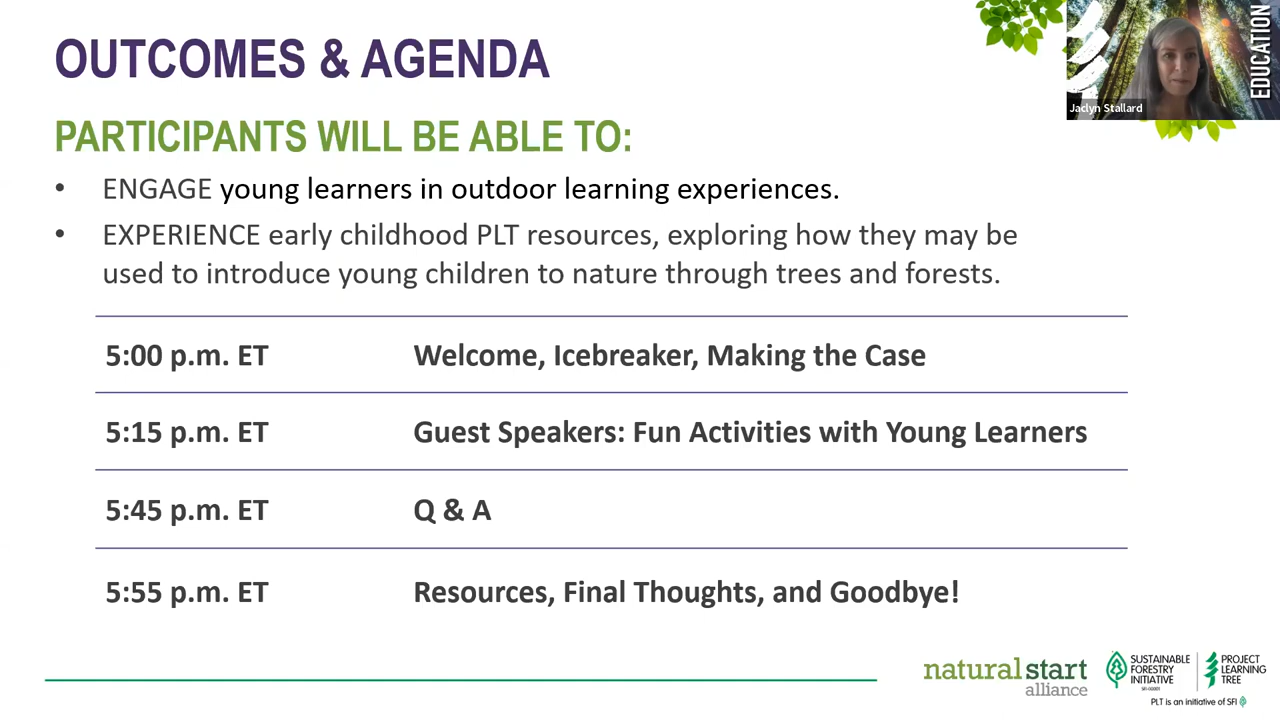 OUTCOMES & AGENDA
EDUCATION
Jaclyn Stallard
PARTICIPANTS WILL BE ABLE TO:
• ENGAGE young learners in outdoor learning experiences.
• EXPERIENCE early childhood PLT resources, exploring how they may be
used to introduce young children to nature through trees and forests.
5:00 p.m. ET Welcome, Icebreaker, Making the Case
5:15 p.m. ET Guest Speakers: Fun Activities with Young Learners
5:45 p.m. ET Q & A
5:55 p.m. ET Resources, Final Thoughts, and Goodbye!
natural start
alliance
SUSTAINABLE
FORESTRY
INITIATIVE
SFI-00001
PROJECT
LEARNING
TREE
PLT is an initiative of SFI